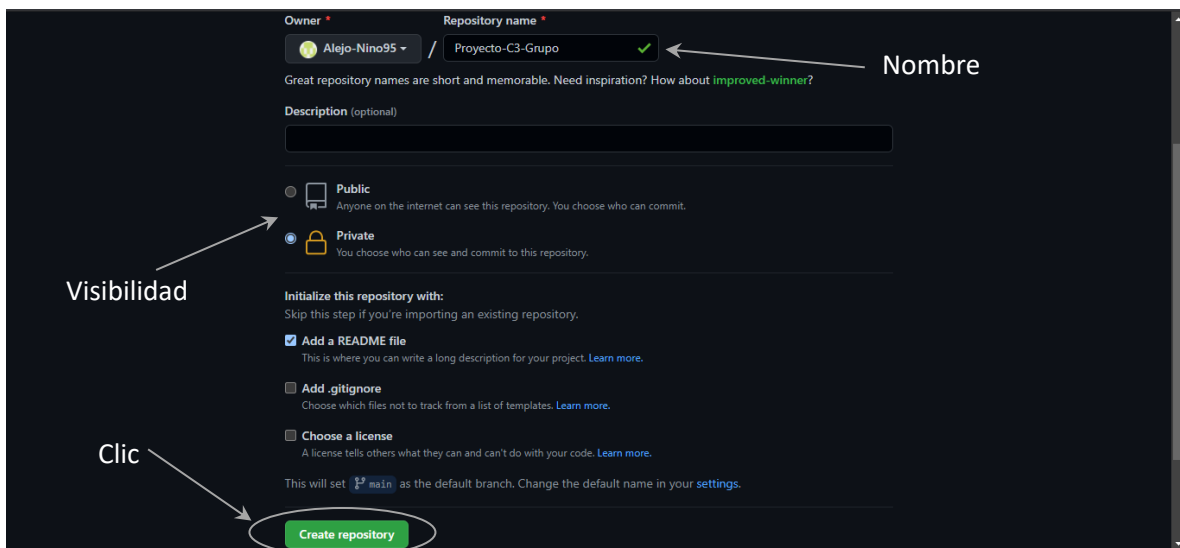 Owner * Repository name *
Alejo-Nino95 / Proyecto-C3-Grupo
Nombre
Great repository names are short and memorable. Need inspiration? How about improved-winner?
Description (optional)
Public
Anyone on the internet can see this repository. You choose who can commit.
Private
You choose who can see and commit to this repository.
Visibilidad
Initialize this repository with:
Skip this step if you're importing an existing repository.
Add a README file
This is where you can write a long description for your project. Learn more.
Add .gitignore
Choose which files not to track from a list of templates. Learn more.
Choose a license
A license tells others what they can and can't do with your code. Learn more.
Clic
This will set main as the default branch. Change the default name in your settings.
Create repository